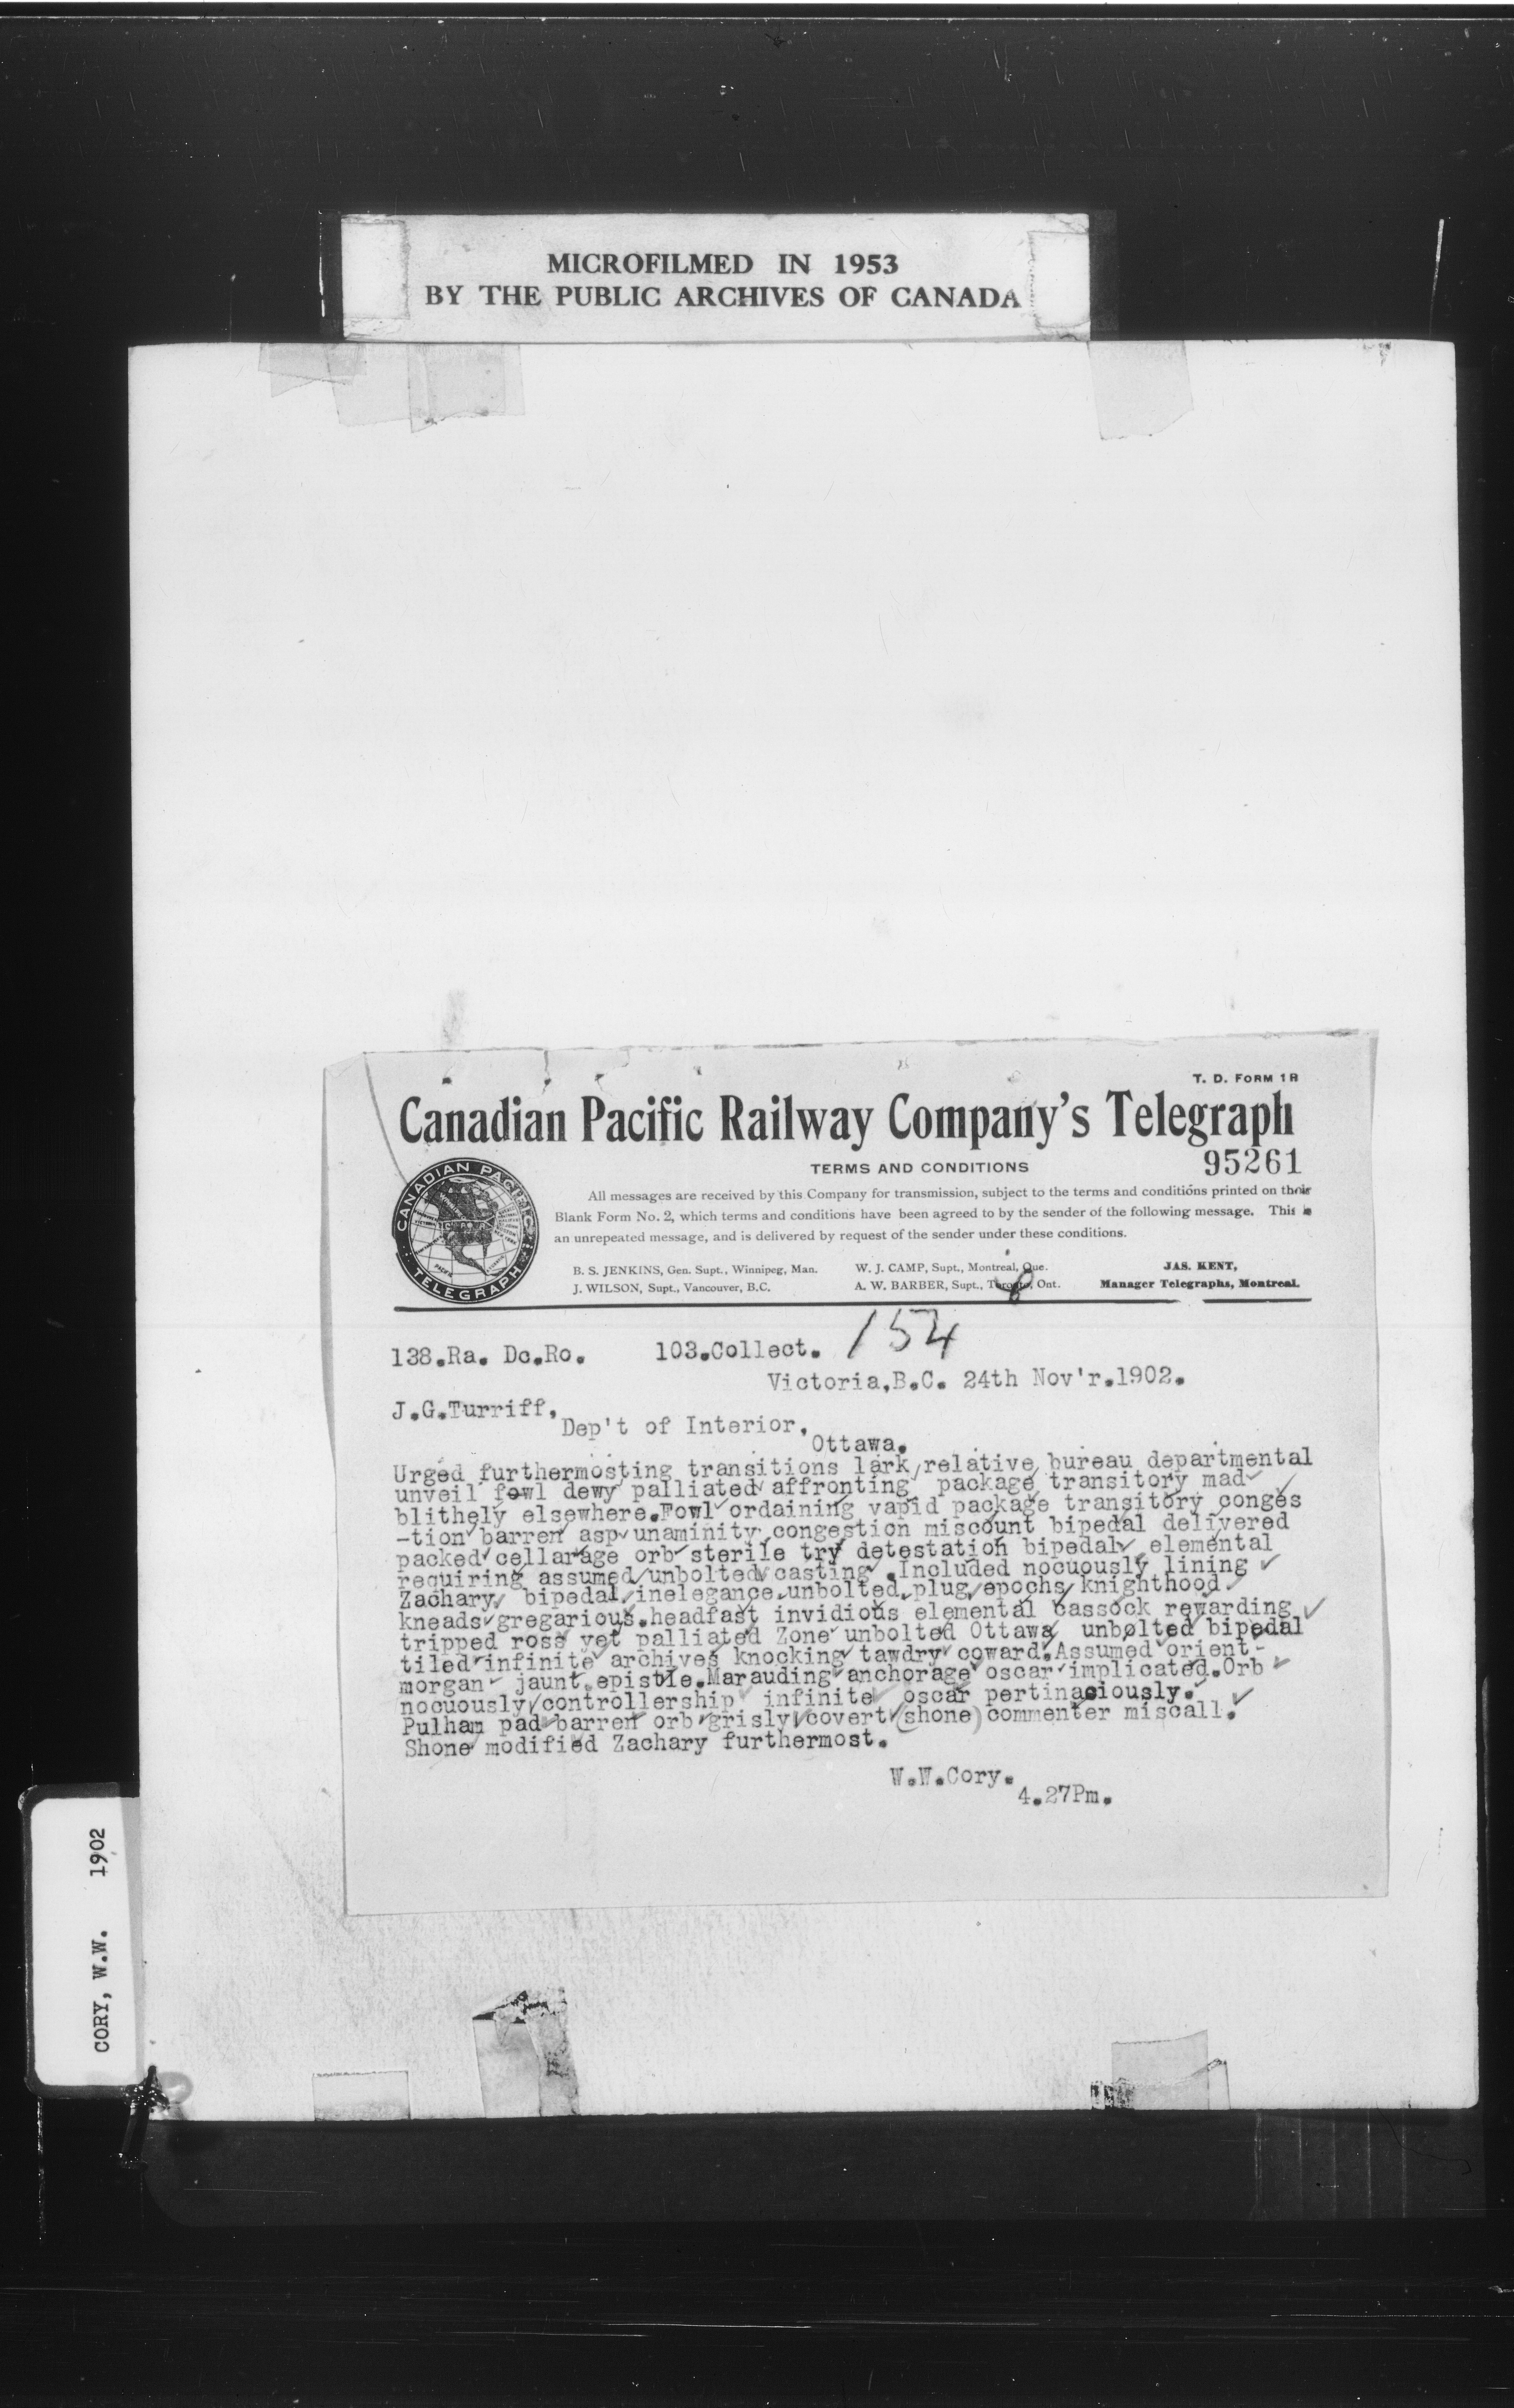 MICROFILMED IN 1953
BY THE PUBLIC ARCHIVES OF CANADA
T. D. FORM 1 R
Canadian Pacific Railway Company's Telegraph
TERMS AND CONDITIONS
95261
All messages are received by this Company for transmission, subject to the terms and conditions printed on their
Blank Form No. 2, which terms and conditions have been agreed to by the sender of the following message. This is
an unrepeated message, and is delivered by request of the sender under these conditions.
B. S. JENKINS, Gen. Supt., Winnipeg, Man. W. J. CAMP, Supt., Montreal, Que. JAS. KENT,
J. WILSON, Supt., Vancouver, B.C. A. W. BARBER, Supt., Toronto, Ont. Manager Telegraphs, Montreal.
CANADIAN PACIFIC
TELEGRAPH
138.Ra. Dc.Ro. 103.Collect. 154
Victoria,B.C. 24th Nov'r.1902.
J.G.Turriff,
Dep't of Interior,
Ottawa.
Urged furthermosting transitions lark relative bureau departmental
unveil fowl dewy palliated affronting package transitory mad
blithely elsewhere.Fowl ordaining vapid package transitory conges
-tion barren asp unaminity congestion miscount bipedal delivered
packed cellarage orb sterile try detestation bipedal elemental
requiring assumed unbolted casting .Included nocuously lining
Zachary bipedal inelegance unbolted plug epochs knighthood
kneads gregarious.headfast invidious elemental cassock rewarding
tripped ross yet palliated Zone unbolted Ottawa unbolted bipedal
tiled infinite archives knocking tawdry coward.Assumed orient-
morgan jaunt epistle.Marauding anchorage oscar implicated.Orb
nocuously controllership infinite oscar pertinaciously.
Pulham pad barren orb grisly covert (shone) commenter miscall.
Shone modified Zachary furthermost.
W.W.Cory.
4.27Pm.
CORY, W.W. 1902